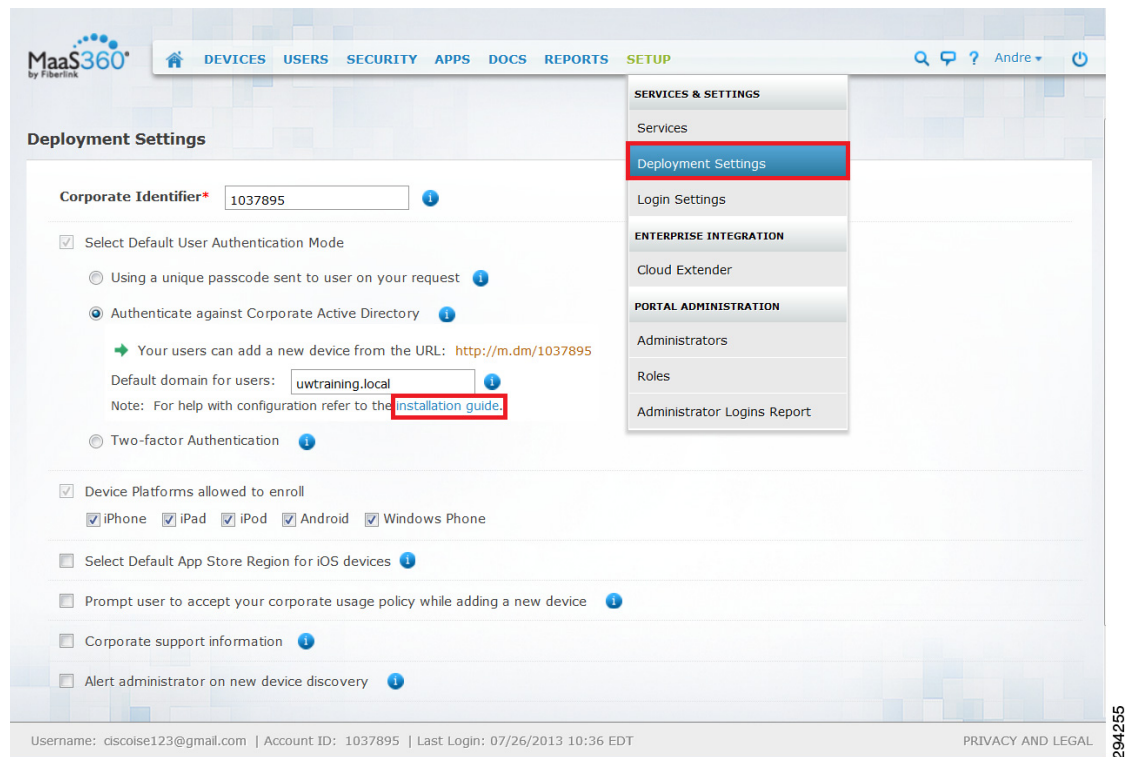 MaaS360
by Fiberlink
DEVICES USERS SECURITY APPS DOCS REPORTS SETUP
? Andre
SERVICES & SETTINGS
Services
Deployment Settings
Login Settings
ENTERPRISE INTEGRATION
Cloud Extender
PORTAL ADMINISTRATION
Administrators
Roles
Administrator Logins Report
Deployment Settings
Corporate Identifier* 1037895
Select Default User Authentication Mode
Using a unique passcode sent to user on your request
Authenticate against Corporate Active Directory
Your users can add a new device from the URL: http://m.dm/1037895
Default domain for users: uwtraining.local
Note: For help with configuration refer to the installation guide.
Two-factor Authentication
Device Platforms allowed to enroll
iPhone iPad iPod Android Windows Phone
Select Default App Store Region for iOS devices
Prompt user to accept your corporate usage policy while adding a new device
Corporate support information
Alert administrator on new device discovery
Username: ciscoise123@gmail.com | Account ID: 1037895 | Last Login: 07/26/2013 10:36 EDT
PRIVACY AND LEGAL
294255